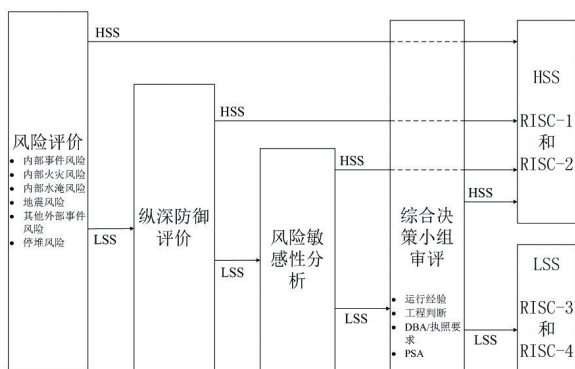 HSS
风险评价
● 内部事件风险
● 内部火灾风险
● 内部水淹风险
● 地震风险
● 其他外部事件
风险
● 停堆风险
LSS
HSS
纵深防御
评价
LSS
HSS
风险敏
感性分
析
LSS
综合决
策小组
审评
● 运行经验
● 工程判断
● DBA/执照要
求
● PSA
HSS
LSS
HSS
RISC-1
和
RISC-2
LSS
RISC-3
和
RISC-4